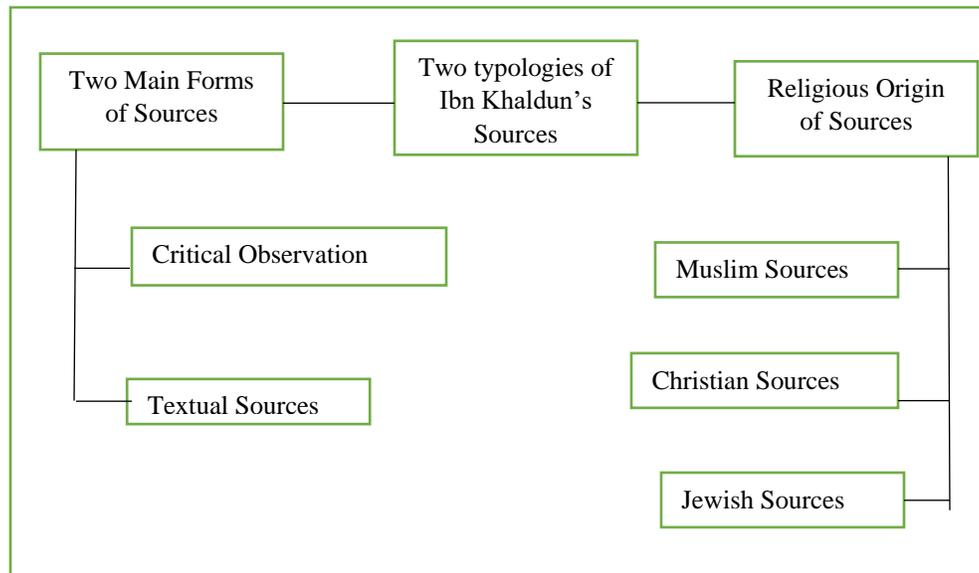 Two Main Forms
of Sources
Two typologies of
Ibn Khaldun’s
Sources
Religious Origin
of Sources
Critical Observation
Textual Sources
Muslim Sources
Christian Sources
Jewish Sources